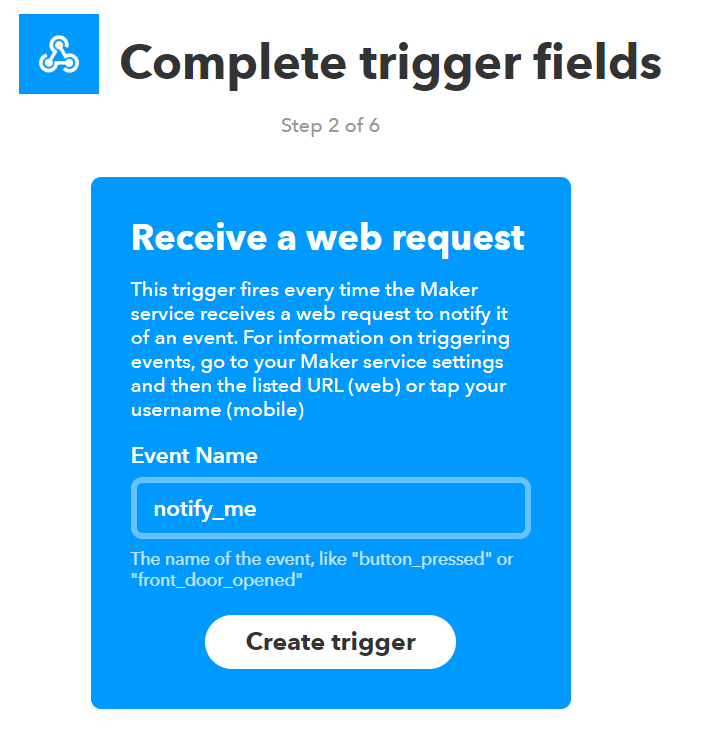 Complete trigger fields
Step 2 of 6
Receive a web request
This trigger fires every time the Maker
service receives a web request to notify it
of an event. For information on triggering
events, go to your Maker service settings
and then the listed URL (web) or tap your
username (mobile)
Event Name
notify_me
The name of the event, like "button_pressed" or
"front_door_opened"
Create trigger